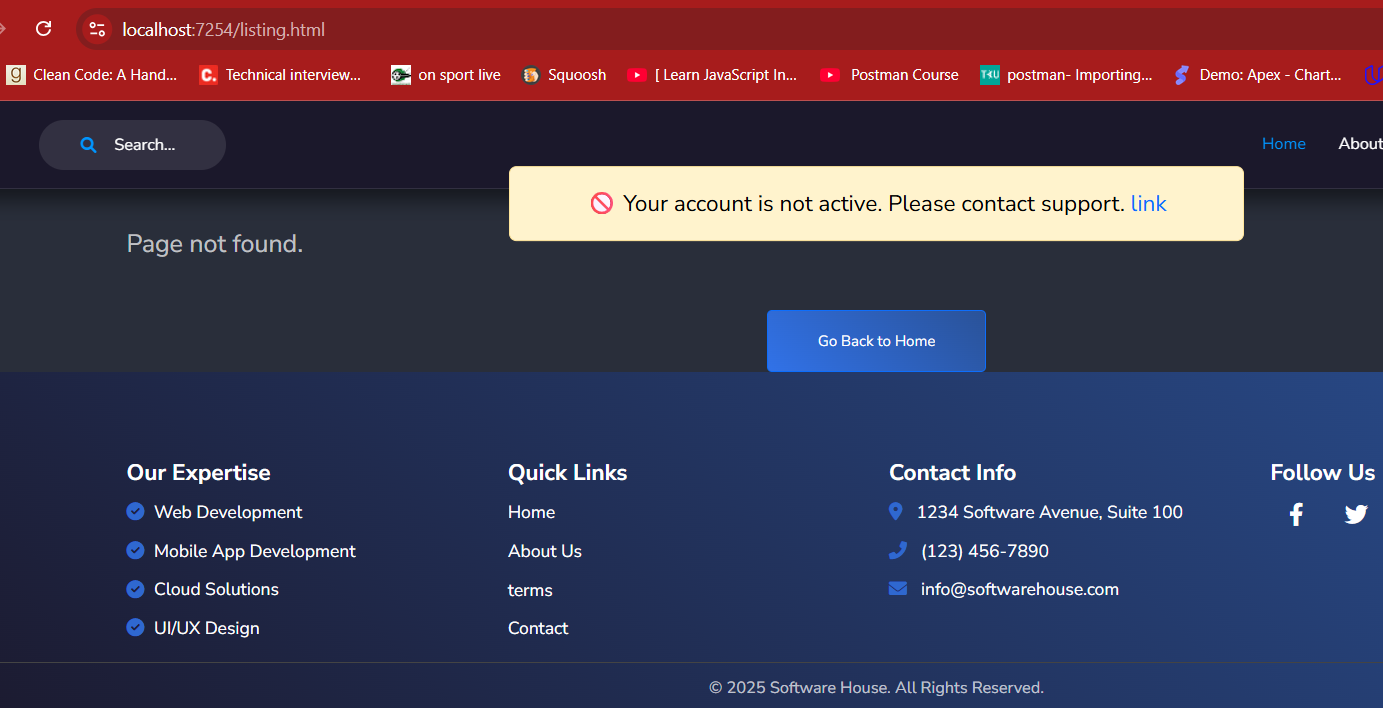 localhost:7254/listing.html
g Clean Code: A Hand... C. Technical interview... on sport live Squoosh [ Learn JavaScript In... Postman Course TKU postman- Importing... Demo: Apex - Chart...
Search... Home About
Your account is not active. Please contact support. link
Page not found.
Go Back to Home
Our Expertise
Web Development
Mobile App Development
Cloud Solutions
UI/UX Design
Quick Links
Home
About Us
terms
Contact
Contact Info
1234 Software Avenue, Suite 100
(123) 456-7890
info@softwarehouse.com
Follow Us
© 2025 Software House. All Rights Reserved.